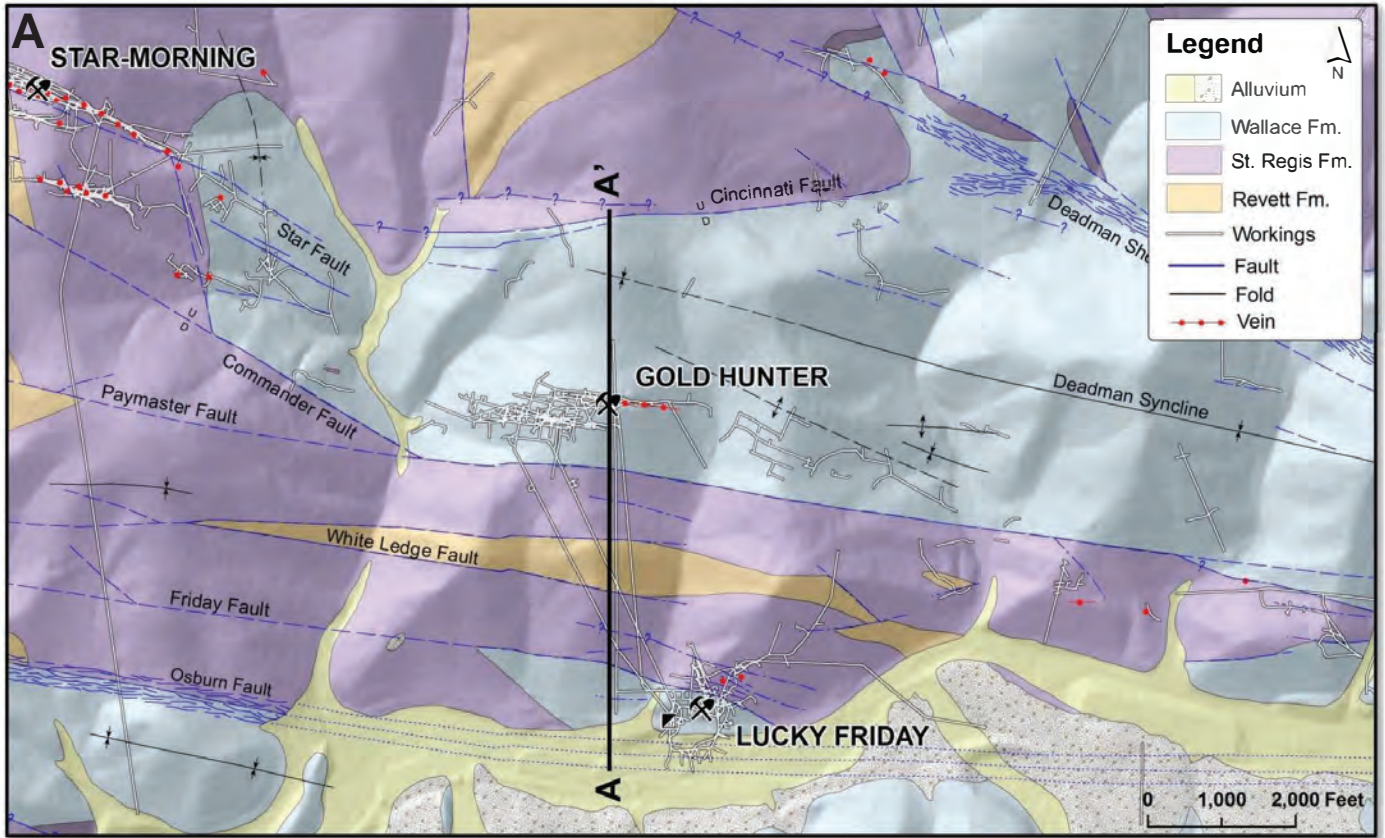 A
STAR-MORNING
Legend
N
Alluvium
Wallace Fm.
St. Regis Fm.
Revett Fm.
Workings
Fault
Fold
Vein
?
?
?
?
?
?
?
A'
U
D
Cincinnati Fault
?
?
?
?
?
?
?
Star Fault
Deadman Shu
U
D
GOLD HUNTER
Deadman Syncline
Commander Fault
Paymaster Fault
U
D
White Ledge Fault
?
Friday Fault
?
?
Osburn Fault
LUCKY FRIDAY
A
0 1,000 2,000 Feet